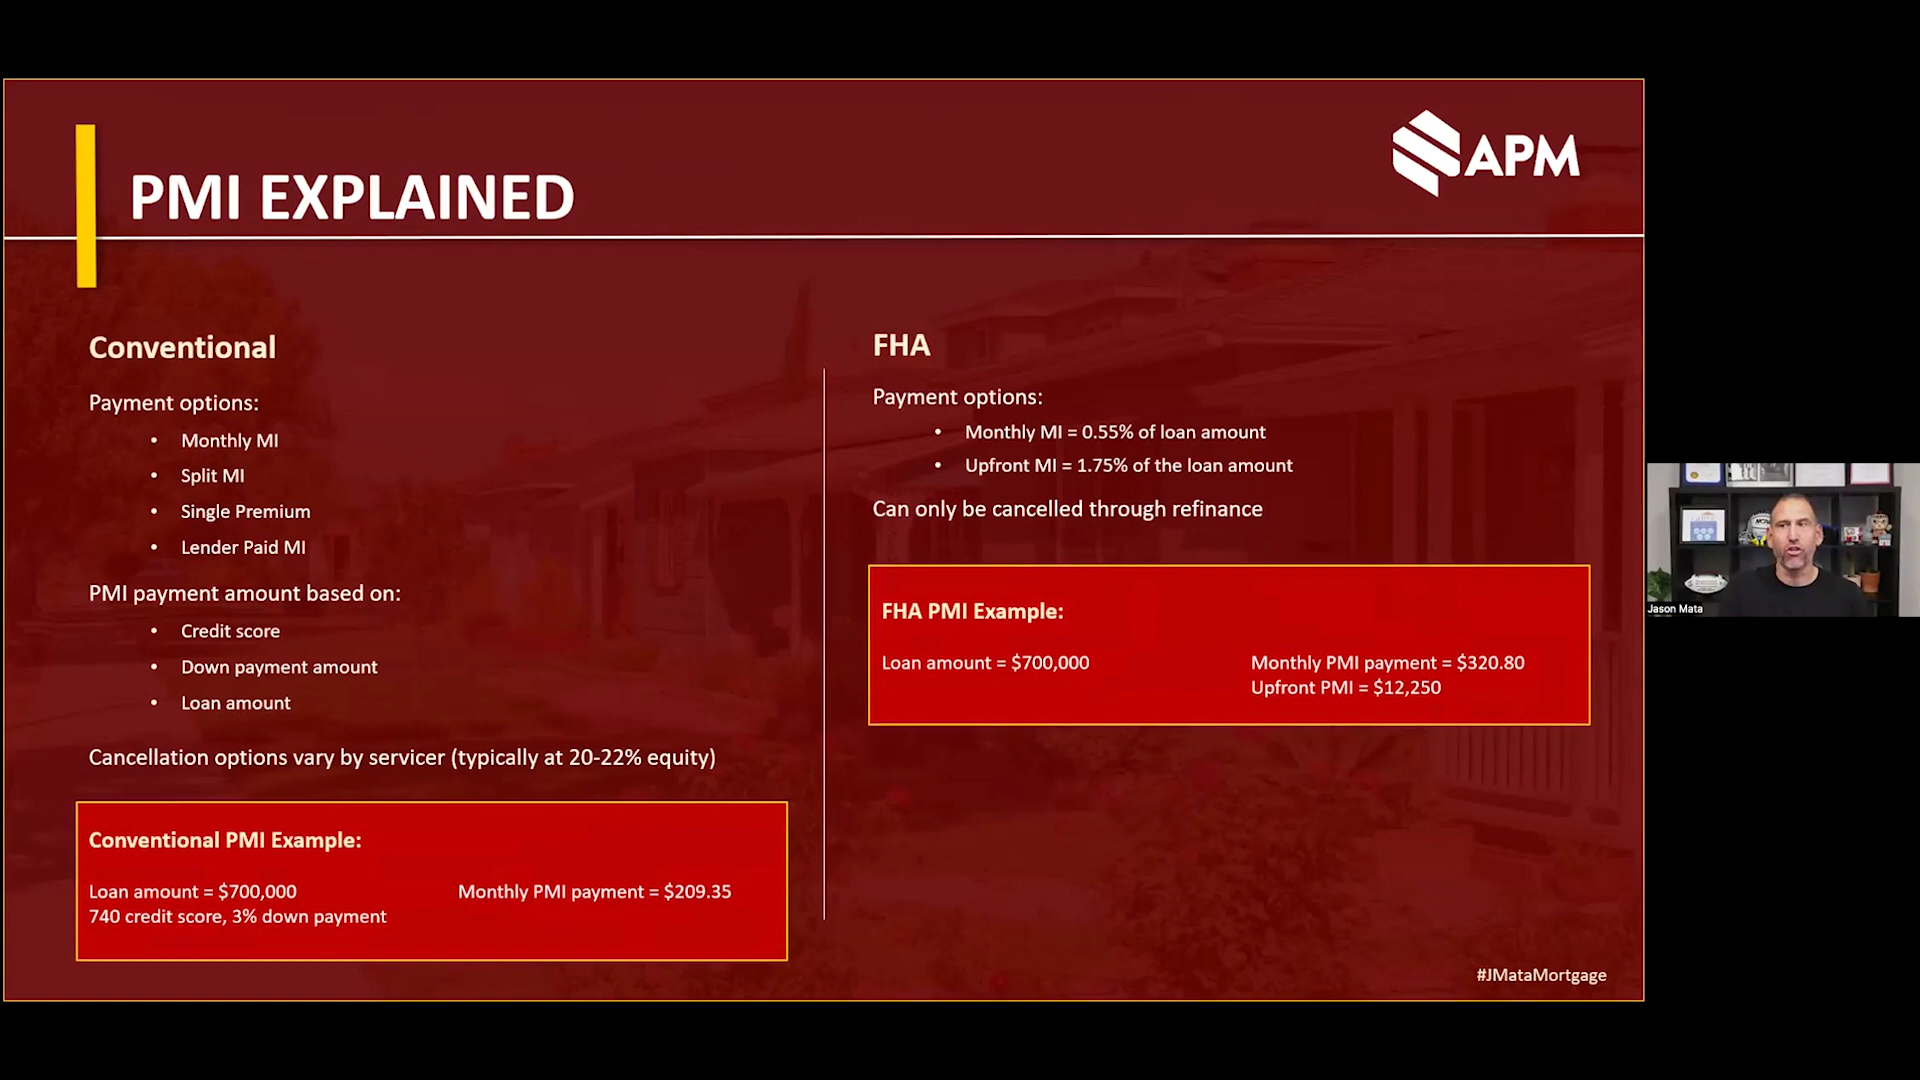 PMI EXPLAINED
APM
Conventional
Payment options:
• Monthly MI
• Split MI
• Single Premium
• Lender Paid MI
PMI payment amount based on:
• Credit score
• Down payment amount
• Loan amount
Cancellation options vary by servicer (typically at 20-22% equity)
Conventional PMI Example:
Loan amount = $700,000
740 credit score, 3% down payment
Monthly PMI payment = $209.35
FHA
Payment options:
• Monthly MI = 0.55% of loan amount
• Upfront MI = 1.75% of the loan amount
Can only be cancelled through refinance
FHA PMI Example:
Loan amount = $700,000
Monthly PMI payment = $320.80
Upfront PMI = $12,250
#JMataMortgage
Jason Mata